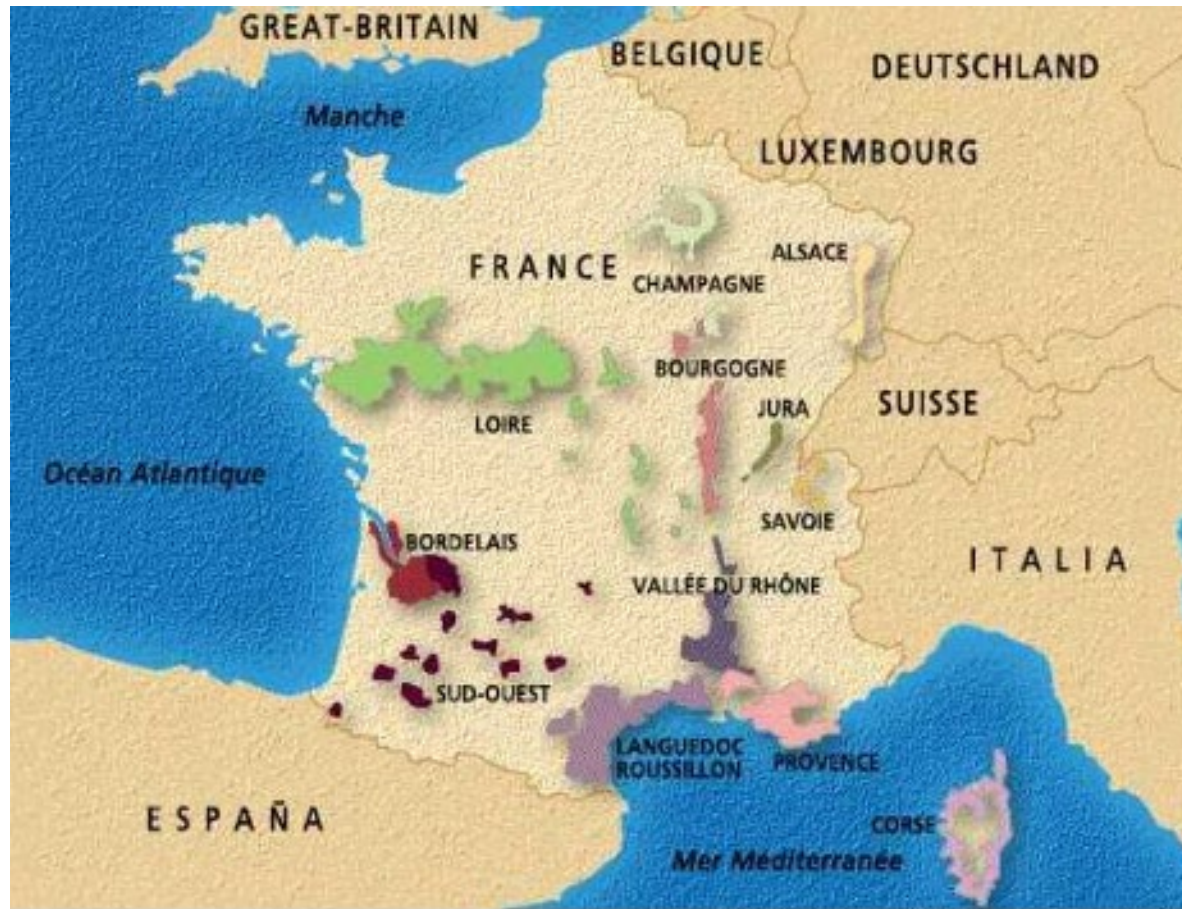 GREAT-BRITAIN
BELGIQUE
DEUTSCHLAND
Manche
LUXEMBOURG
ALSACE
FRANCE
CHAMPAGNE
BOURGOGNE
SUISSE
JURA
LOIRE
Océan Atlantique
SAVOIE
BORDELAIS
ITALIA
VALLÉE DU RHÔNE
SUD-OUEST
LANGUEDOC
ROUSSILLON
PROVENCE
ESPAÑA
CORSE
Mer Méditerranée